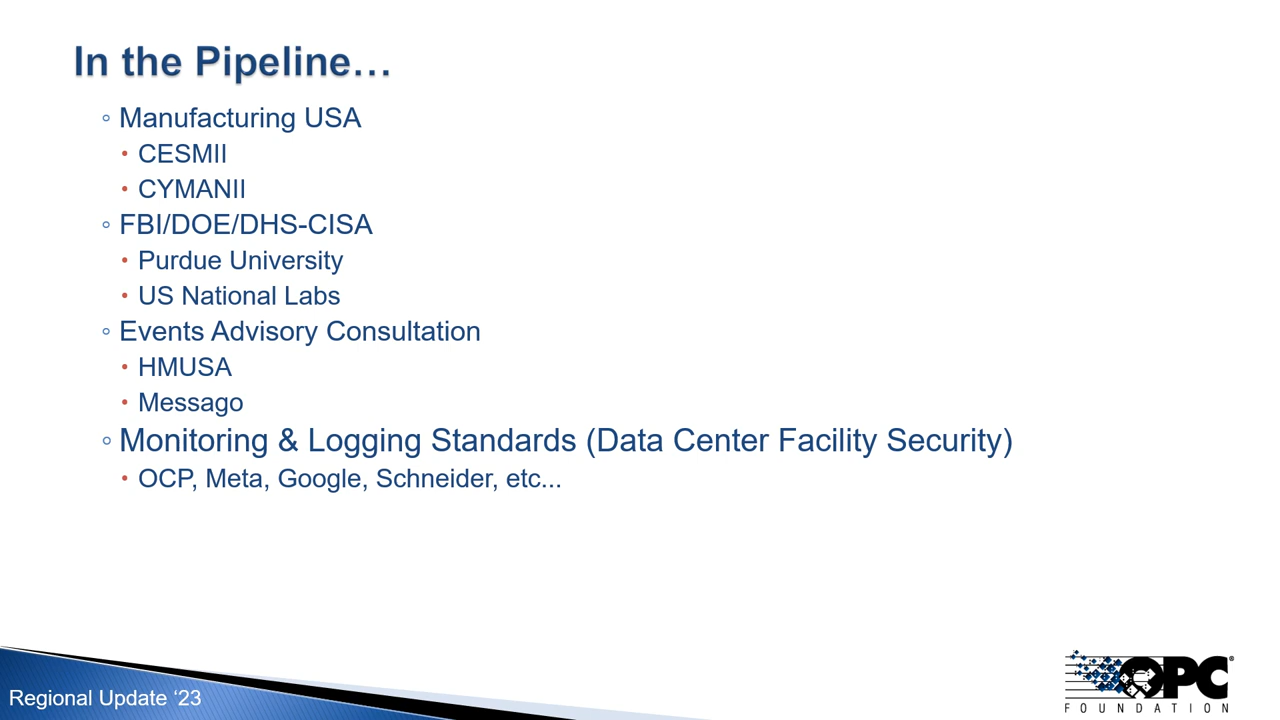 In the Pipeline…
◦ Manufacturing USA
• CESMII
• CYMANII
◦ FBI/DOE/DHS-CISA
• Purdue University
• US National Labs
◦ Events Advisory Consultation
• HMUSA
• Messago
◦ Monitoring & Logging Standards (Data Center Facility Security)
• OCP, Meta, Google, Schneider, etc...
Regional Update ‘23
OPC®
FOUNDATION